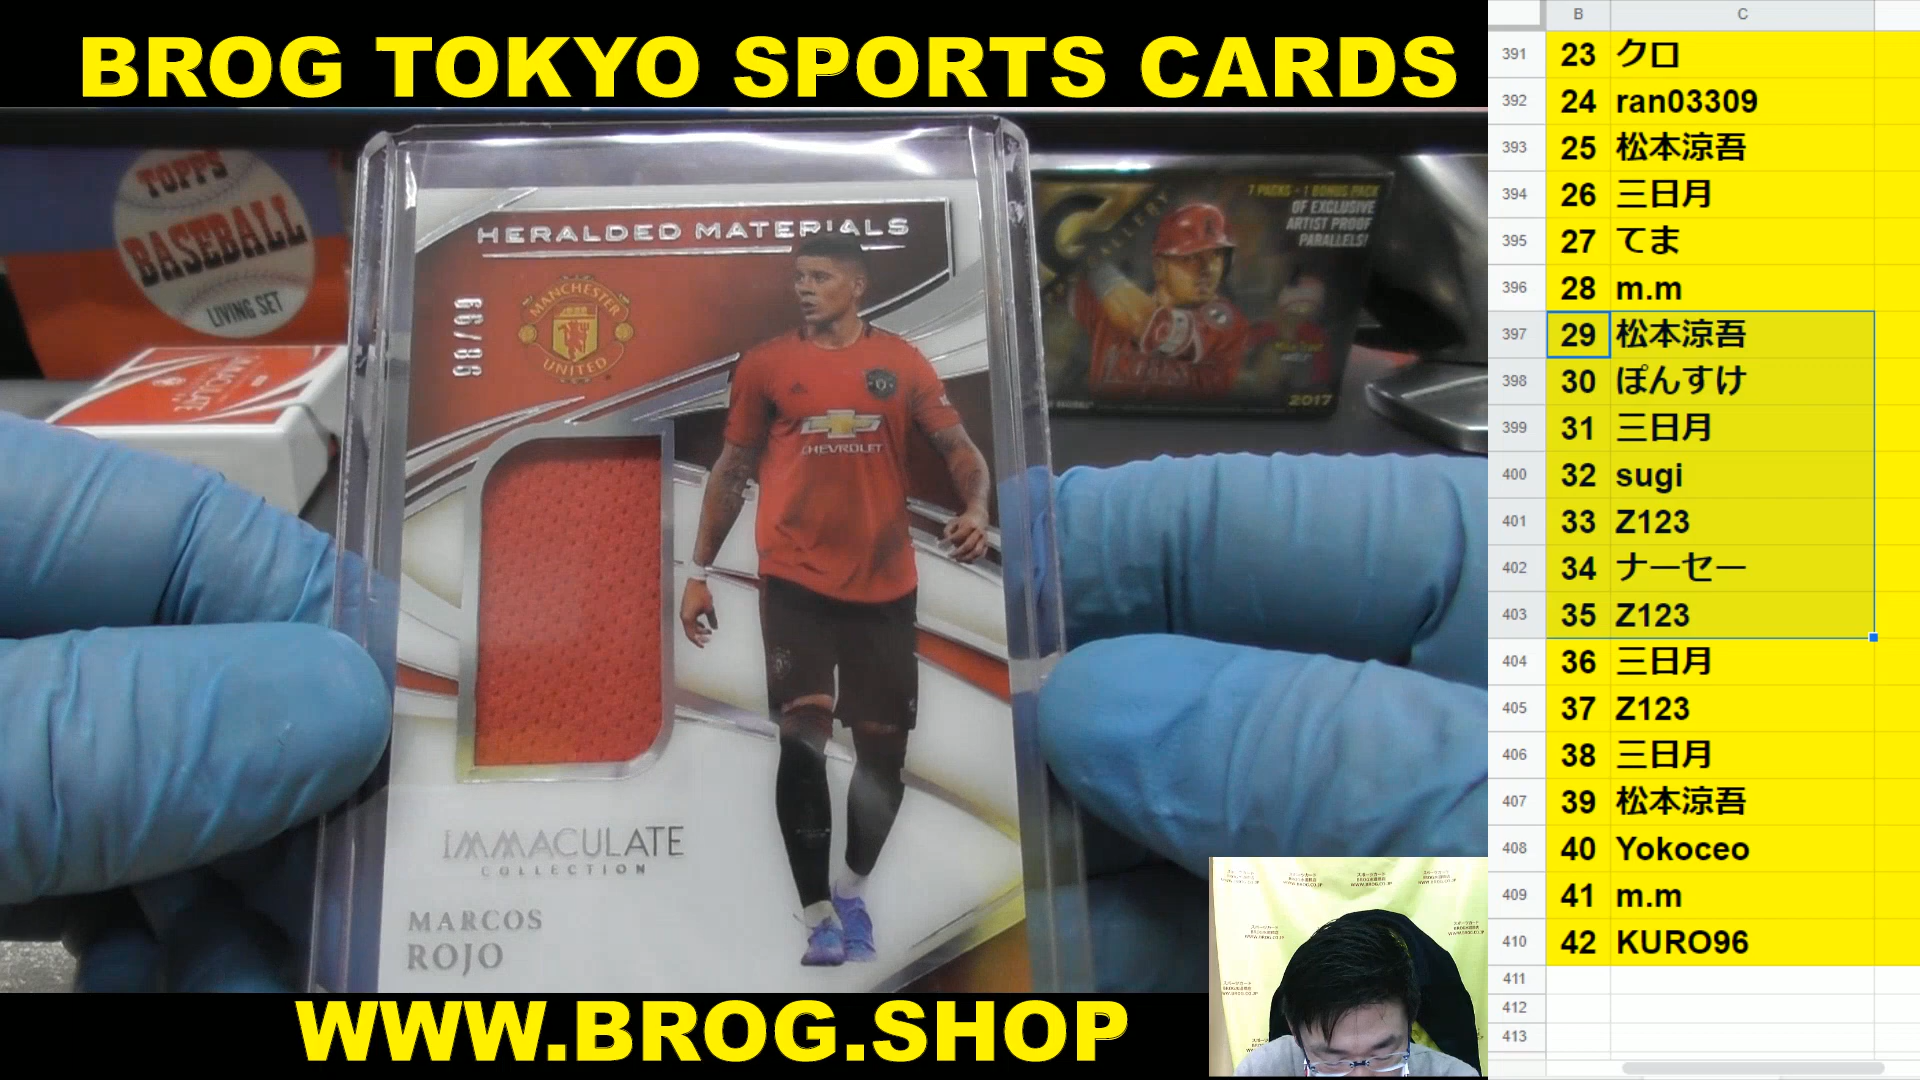 BROG TOKYO SPORTS CARDS
TOPPS
BASEBALL
LIVING SET
HERALDED MATERIALS
MANCHESTER
UNITED
CHEVROLET
IMMACULATE
COLLECTION
MARCOS
ROJO
7 PACKS - 1 BONUS PACK
OF EXCLUSIVE
ARTIST PROOF
PARALLELS!
2017
WWW.BROG.SHOP
B C
391 23 クロ
392 24 ran03309
393 25 松本涼吾
394 26 三日月
395 27 てま
396 28 m.m
397 29 松本涼吾
398 30 ぽんすけ
399 31 三日月
400 32 sugi
401 33 Z123
402 34 ナーセー
403 35 Z123
404 36 三日月
405 37 Z123
406 38 三日月
407 39 松本涼吾
408 40 Yokoceo
409 41 m.m
410 42 KURO96
411
412
413